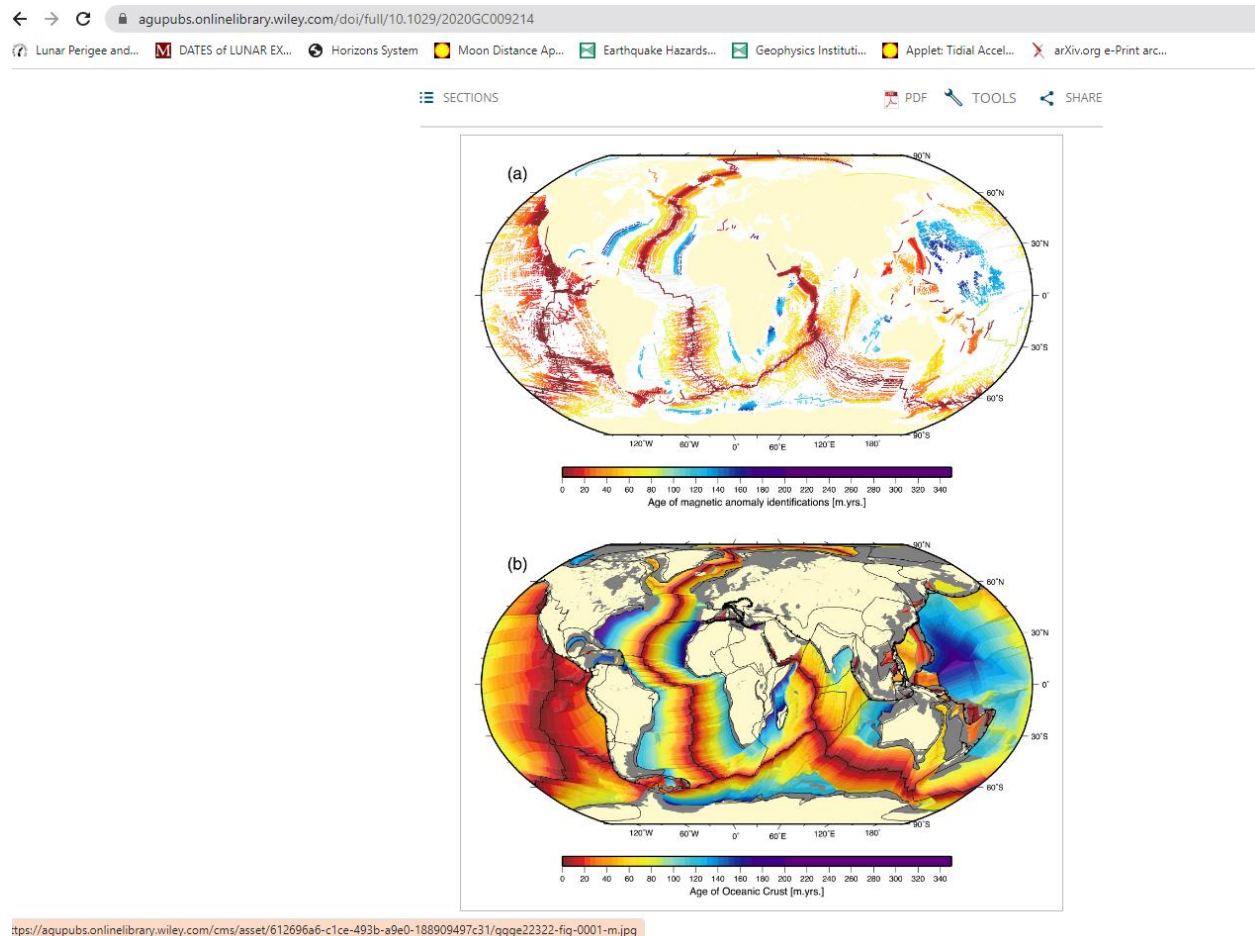 agupubs.onlinelibrary.wiley.com/doi/full/10.1029/2020GC009214
Lunar Perigee and... DATES of LUNAR EX... Horizons System Moon Distance Ap... Earthquake Hazards... Geophysics Instituti... Applet: Tidial Accel... arXiv.org e-Print arc...
SECTIONS PDF TOOLS SHARE
(a)
90°N
60°N
30°N
0°
30°S
60°S
90°S
120°W 60°W 0° 60°E 120°E 180°
0 20 40 60 80 100 120 140 160 180 200 220 240 260 280 300 320 340
Age of magnetic anomaly identifications [m.yrs.]
(b)
90°N
60°N
30°N
0°
30°S
60°S
90°S
120°W 60°W 0° 60°E 120°E 180°
0 20 40 60 80 100 120 140 160 180 200 220 240 260 280 300 320 340
Age of Oceanic Crust [m.yrs.]
ttps://agupubs.onlinelibrary.wiley.com/cms/asset/612696a6-c1ce-493b-a9e0-188909497c31/ggge22322-fig-0001-m.jpg